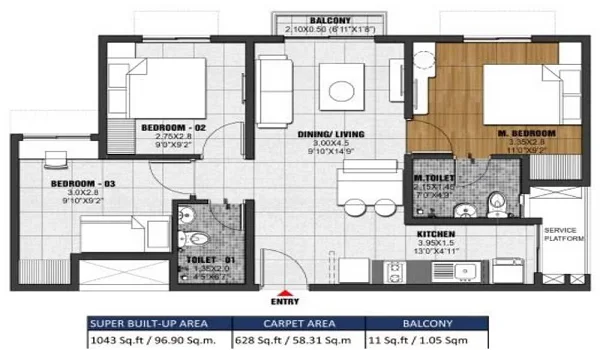 BALCONY
2.10X0.50 (6'11"X1'8")
BEDROOM - 02
2.75X2.8
9'0"X9'2"
DINING/ LIVING
3.00X4.5
9'10"X14'9"
M. BEDROOM
3.35X2.8
11'0"X9'2"
BEDROOM - 03
3.0X2.8
9'10"X9'2"
M.TOILET
2.15X1.45
7'0"X4'9"
TOILET - 01
1.35X2.0
4'5"X6'7"
KITCHEN
3.95X1.5
13'0"X4'11"
SERVICE
PLATFORM
ENTRY
SUPER BUILT-UP AREA CARPET AREA BALCONY
1043 Sq.ft / 96.90 Sq.m. 628 Sq.ft / 58.31 Sq.m 11 Sq.ft / 1.05 Sqm